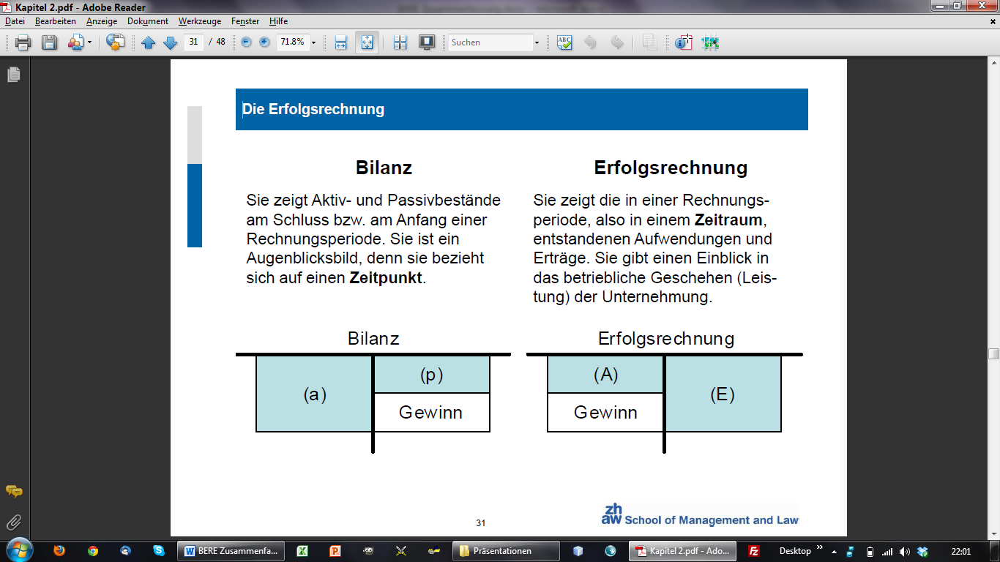 Kapitel 2.pdf - Adobe Reader
Datei Bearbeiten Anzeige Dokument Werkzeuge Fenster Hilfe
31 / 48 71.8% Suchen
Die Erfolgsrechnung
Bilanz
Sie zeigt Aktiv- und Passivbestände
am Schluss bzw. am Anfang einer
Rechnungsperiode. Sie ist ein
Augenblicksbild, denn sie bezieht
sich auf einen Zeitpunkt.
Erfolgsrechnung
Sie zeigt die in einer Rechnungs-
periode, also in einem Zeitraum,
entstandenen Aufwendungen und
Erträge. Sie gibt einen Einblick in
das betriebliche Geschehen (Leis-
tung) der Unternehmung.
Bilanz
(a)
(p)
Gewinn
Erfolgsrechnung
(A)
Gewinn
(E)
31
zh
aw School of Management and Law
BERE Zusammenfa... Präsentationen Kapitel 2.pdf - Ado... Desktop 22:01